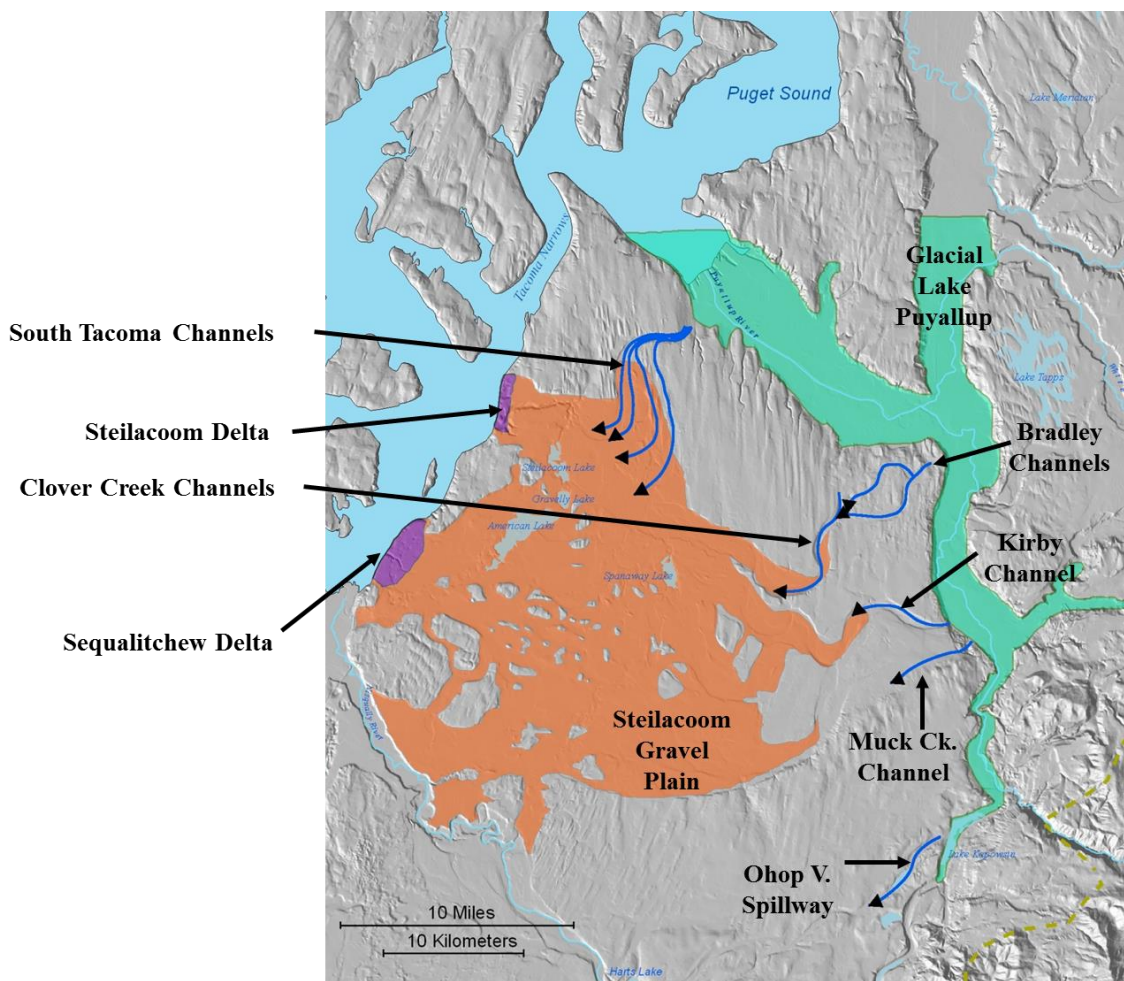 Puget Sound
Lake Meridian
Tacoma Narrows
Glacial
Lake
Puyallup
Puyallup River
South Tacoma Channels
Lake Tapps
Steilacoom Delta
Bradley
Channels
Steilacoom Lake
Clover Creek Channels
Gravelly Lake
American Lake
Kirby
Channel
Spanaway Lake
Sequalitchew Delta
Steilacoom
Gravel
Plain
Muck Ck.
Channel
Lake Kapowsin
Ohop V.
Spillway
10 Miles
10 Kilometers
Harts Lake